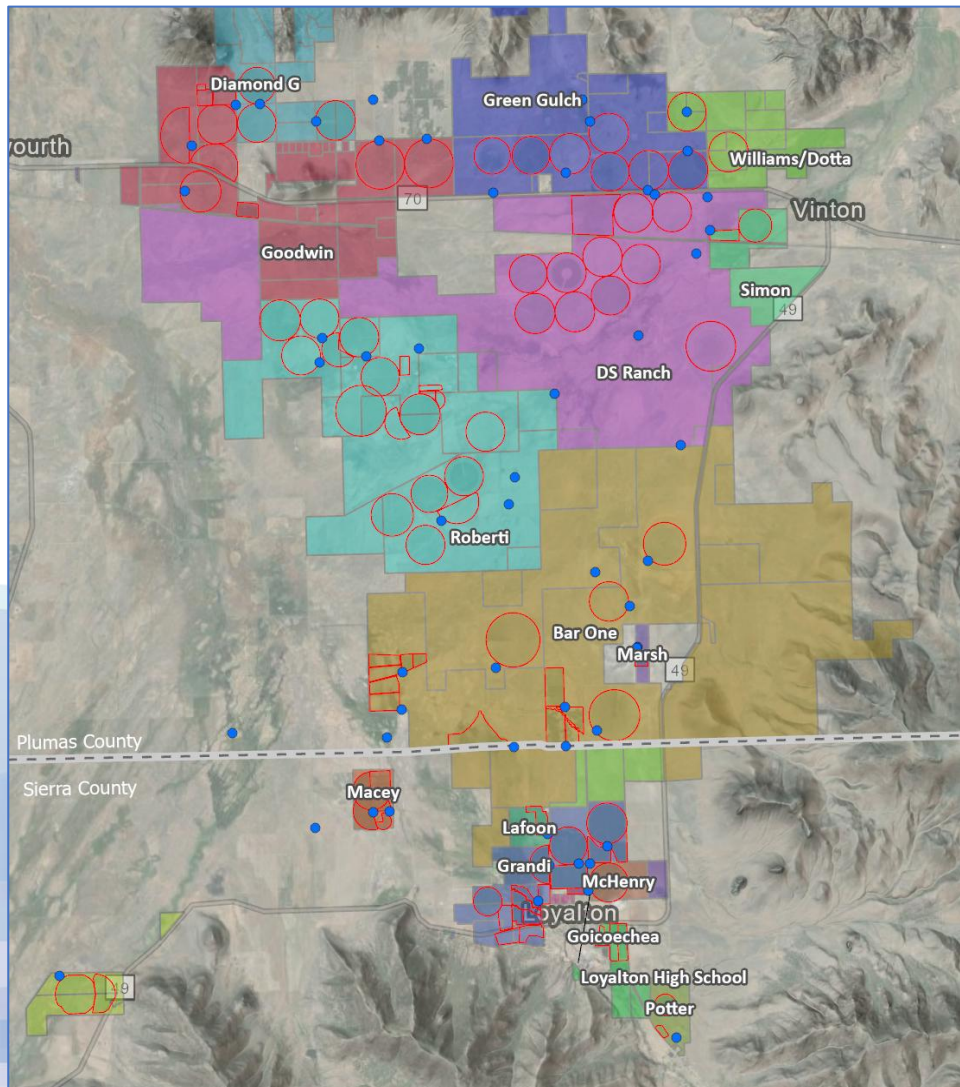 Diamond G
Green Gulch
Williams/Dotta
70
Vinton
Goodwin
Simon
49
DS Ranch
Roberti
Bar One
Marsh
49
Plumas County
Sierra County
Macey
Lafoon
Grandi
McHenry
Loyalton
Goicoechea
Loyalton High School
49
Potter